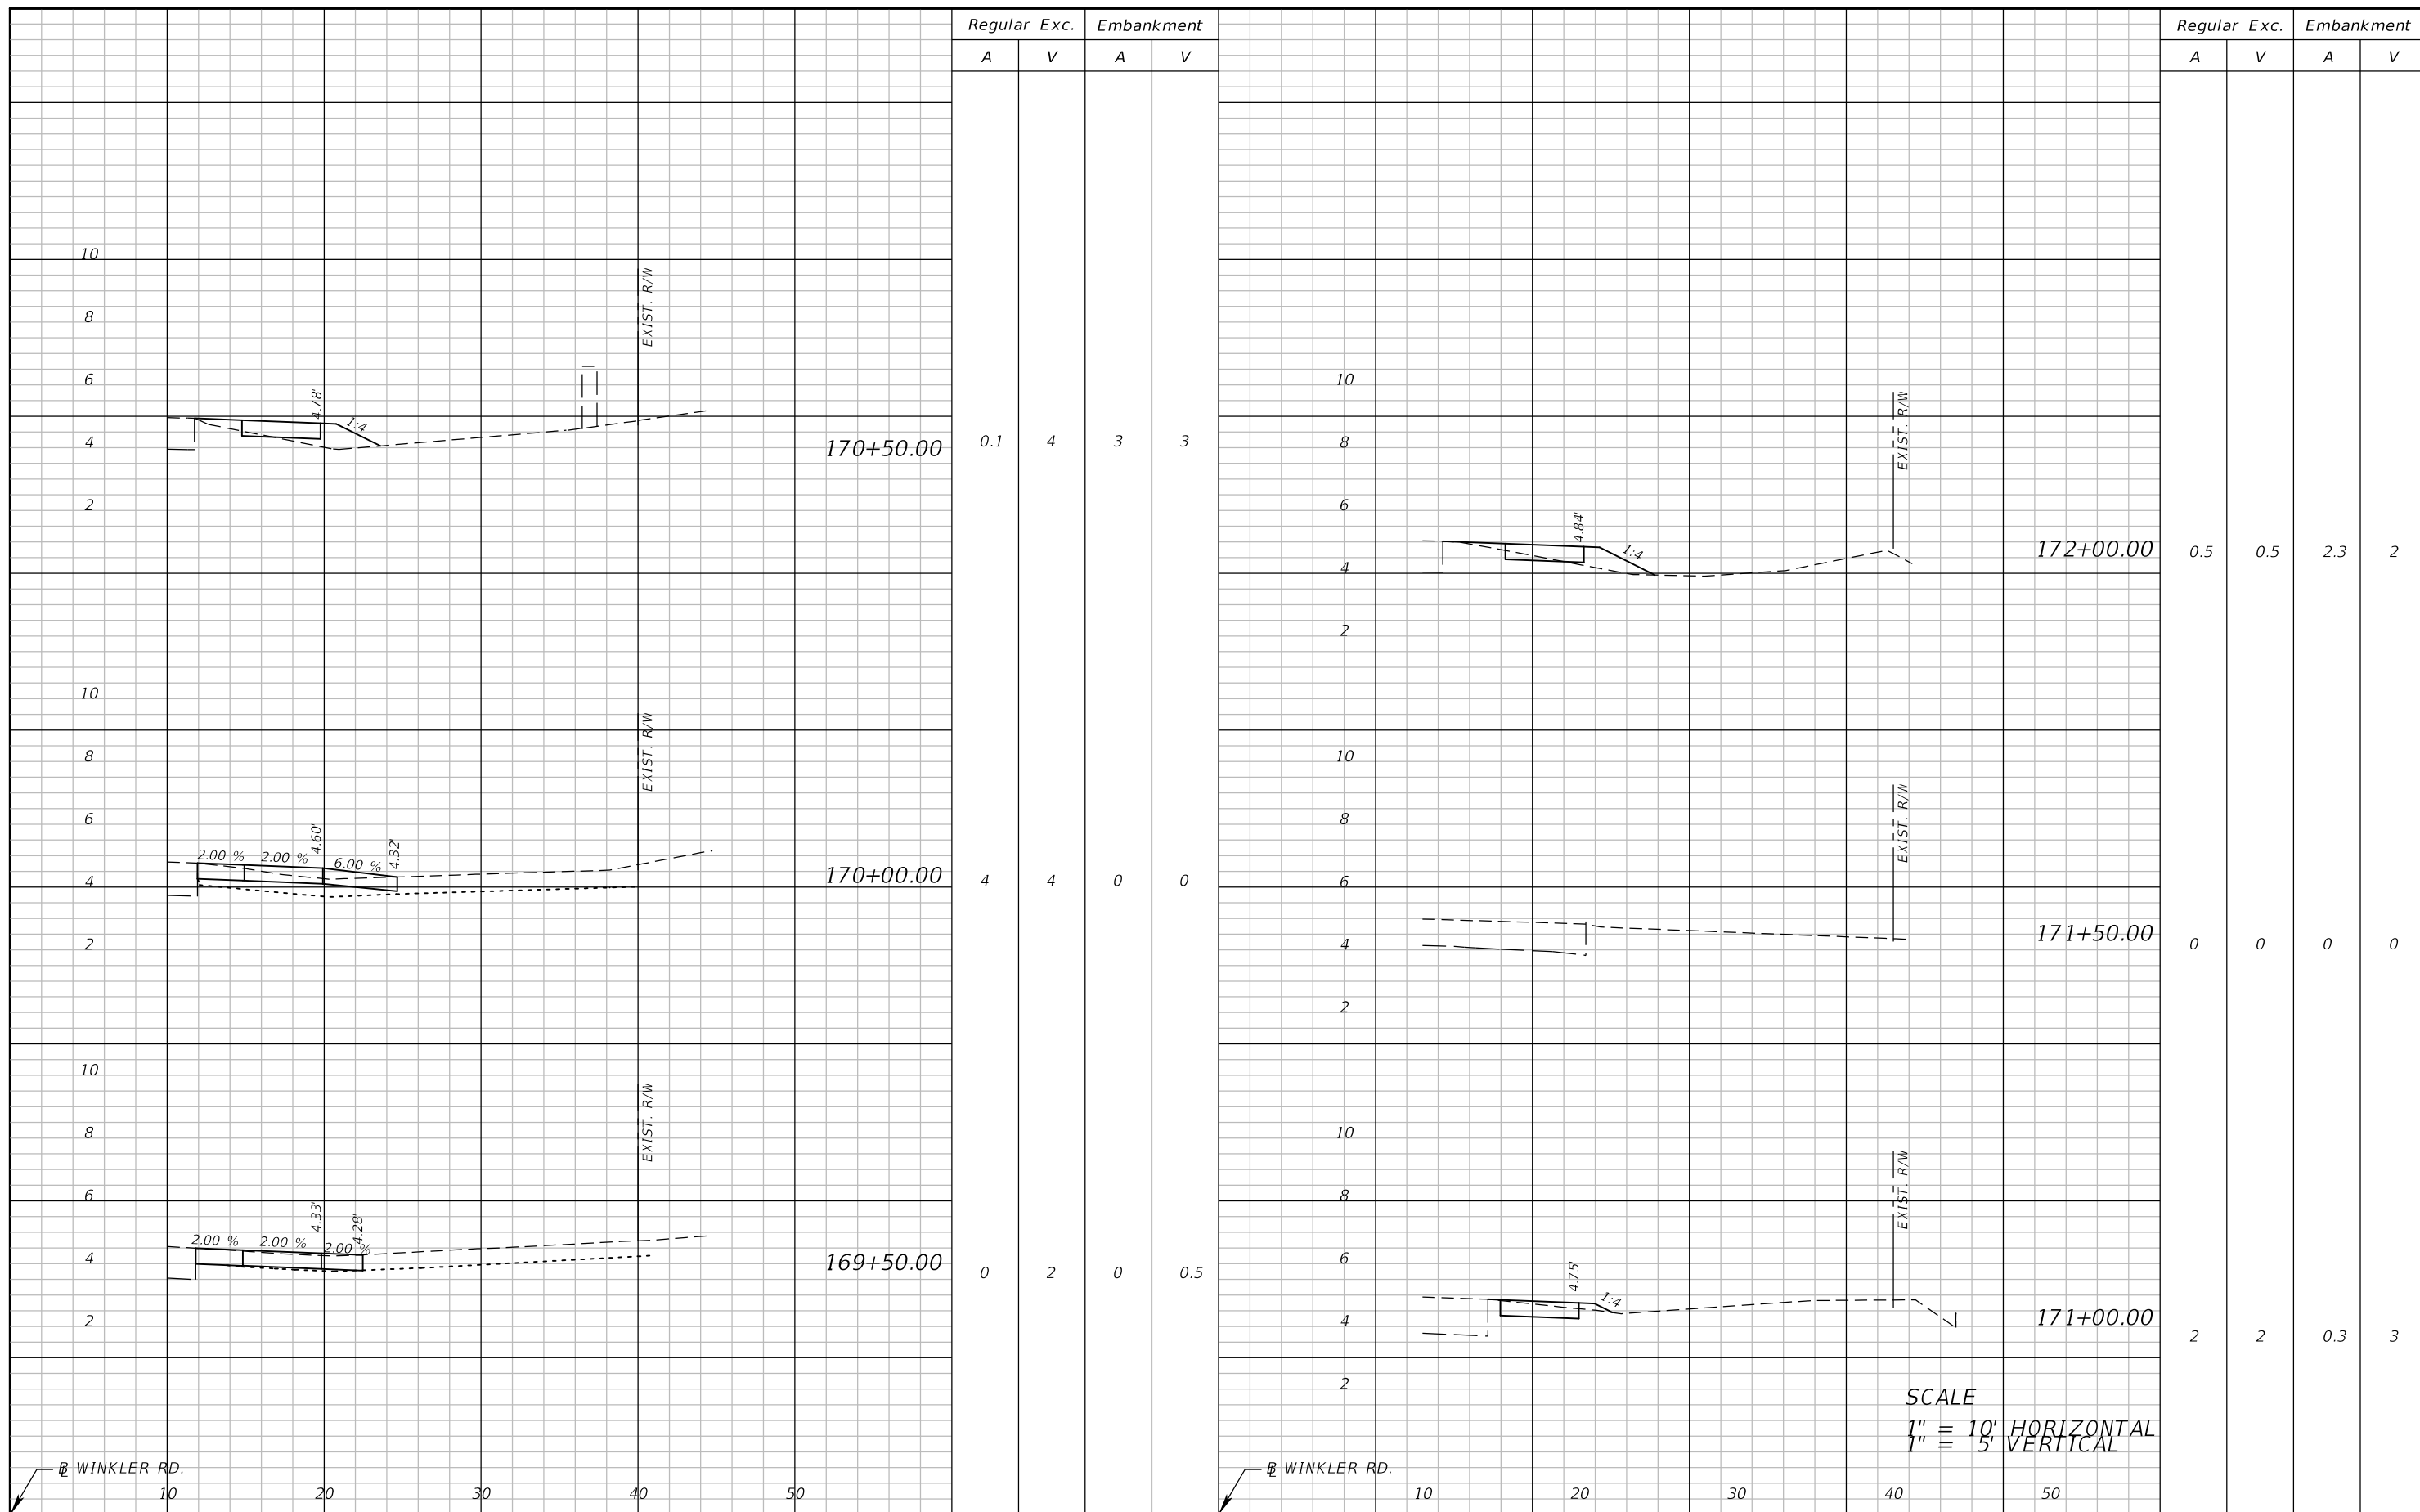 Regular Exc. Embankment
A V A V
10
8
6
4
2
EXIST. R/W
4.78'
1:4
170+50.00
0.1 4 3 3
10
8
6
4
2
EXIST. R/W
2.00 % 2.00 % 4.60' 6.00 % 4.32'
170+00.00
4 4 0 0
10
8
6
4
2
EXIST. R/W
2.00 % 2.00 % 4.33' 2.00 % 4.28'
169+50.00
0 2 0 0.5
BL WINKLER RD.
10 20 30 40 50
Regular Exc. Embankment
A V A V
10
8
6
4
2
EXIST. R/W
4.84'
1:4
172+00.00
0.5 0.5 2.3 2
10
8
6
4
2
EXIST. R/W
171+50.00
0 0 0 0
10
8
6
4
2
EXIST. R/W
4.75'
1:4
171+00.00
2 2 0.3 3
SCALE
1" = 10' HORIZONTAL
1" = 5' VERTICAL
BL WINKLER RD.
10 20 30 40 50